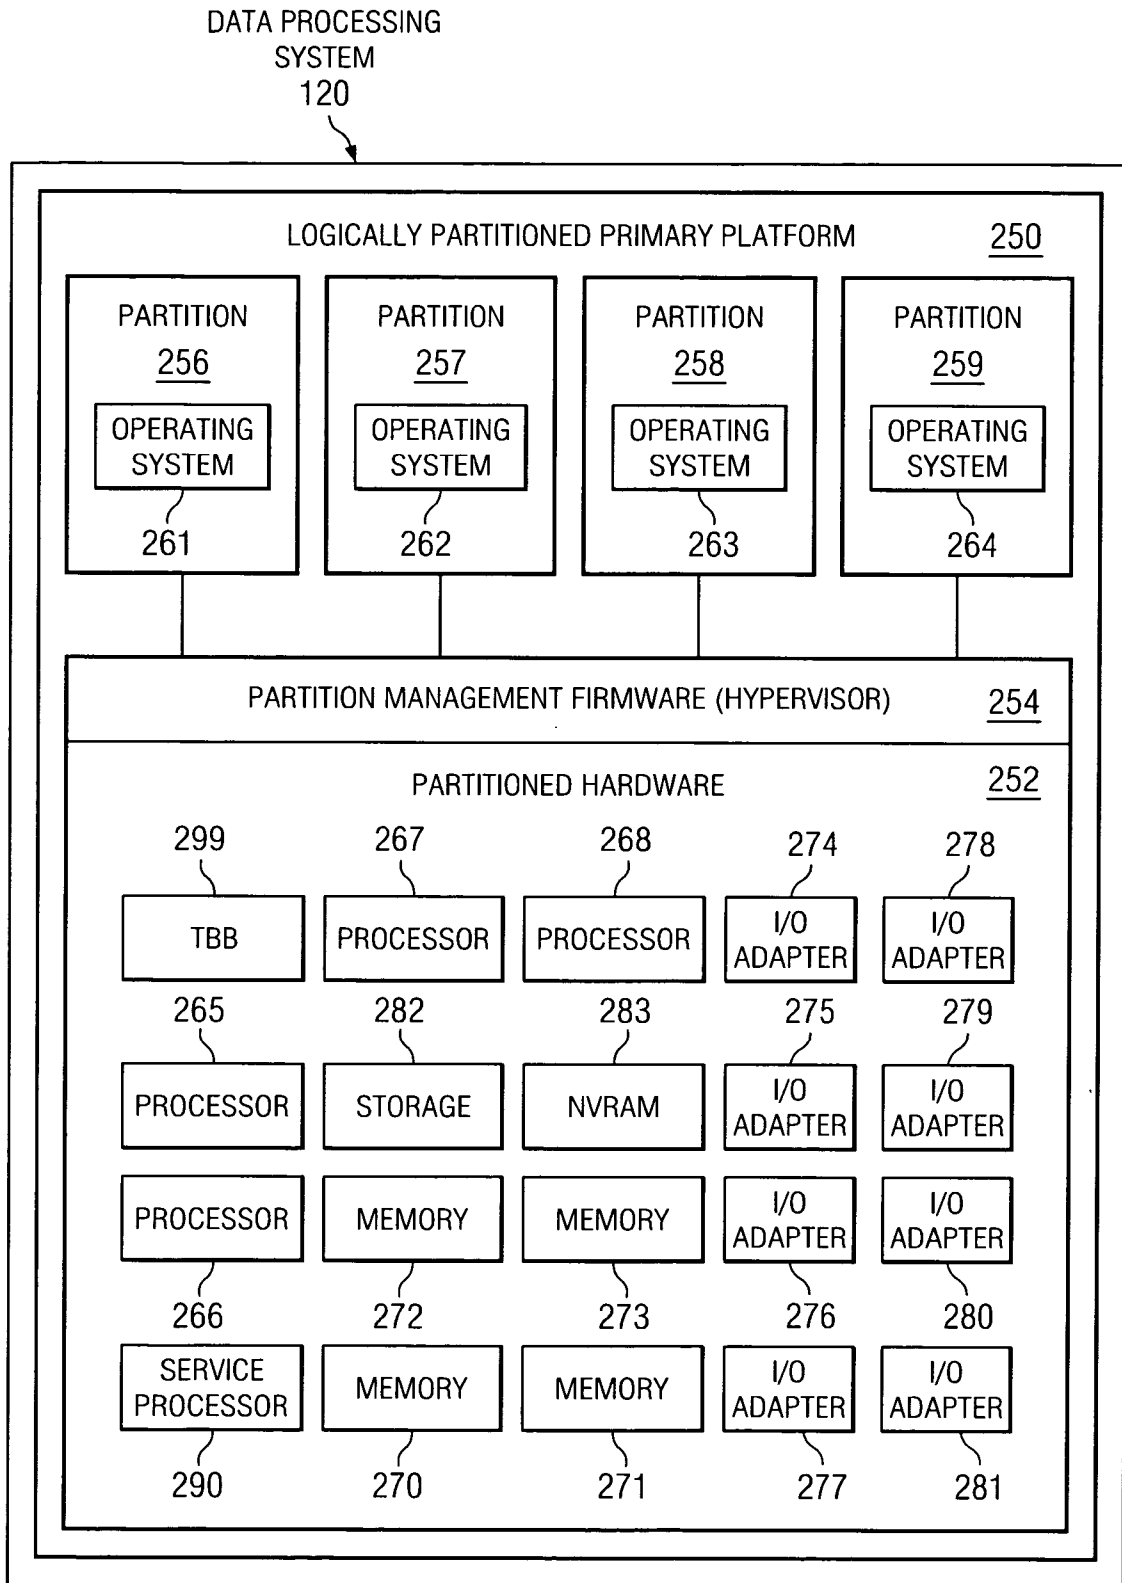 DATA PROCESSING
SYSTEM
120
LOGICALLY PARTITIONED PRIMARY PLATFORM 250
PARTITION PARTITION PARTITION PARTITION
256 257 258 259
OPERATING OPERATING OPERATING OPERATING
SYSTEM SYSTEM SYSTEM SYSTEM
261 262 263 264
PARTITION MANAGEMENT FIRMWARE (HYPERVISOR) 254
PARTITIONED HARDWARE 252
299 267 268 274 278
TBB PROCESSOR PROCESSOR I/O ADAPTER I/O ADAPTER
265 282 283 275 279
PROCESSOR STORAGE NVRAM I/O ADAPTER I/O ADAPTER
PROCESSOR MEMORY MEMORY I/O ADAPTER I/O ADAPTER
266 272 273 276 280
SERVICE PROCESSOR MEMORY MEMORY I/O ADAPTER I/O ADAPTER
290 270 271 277 281